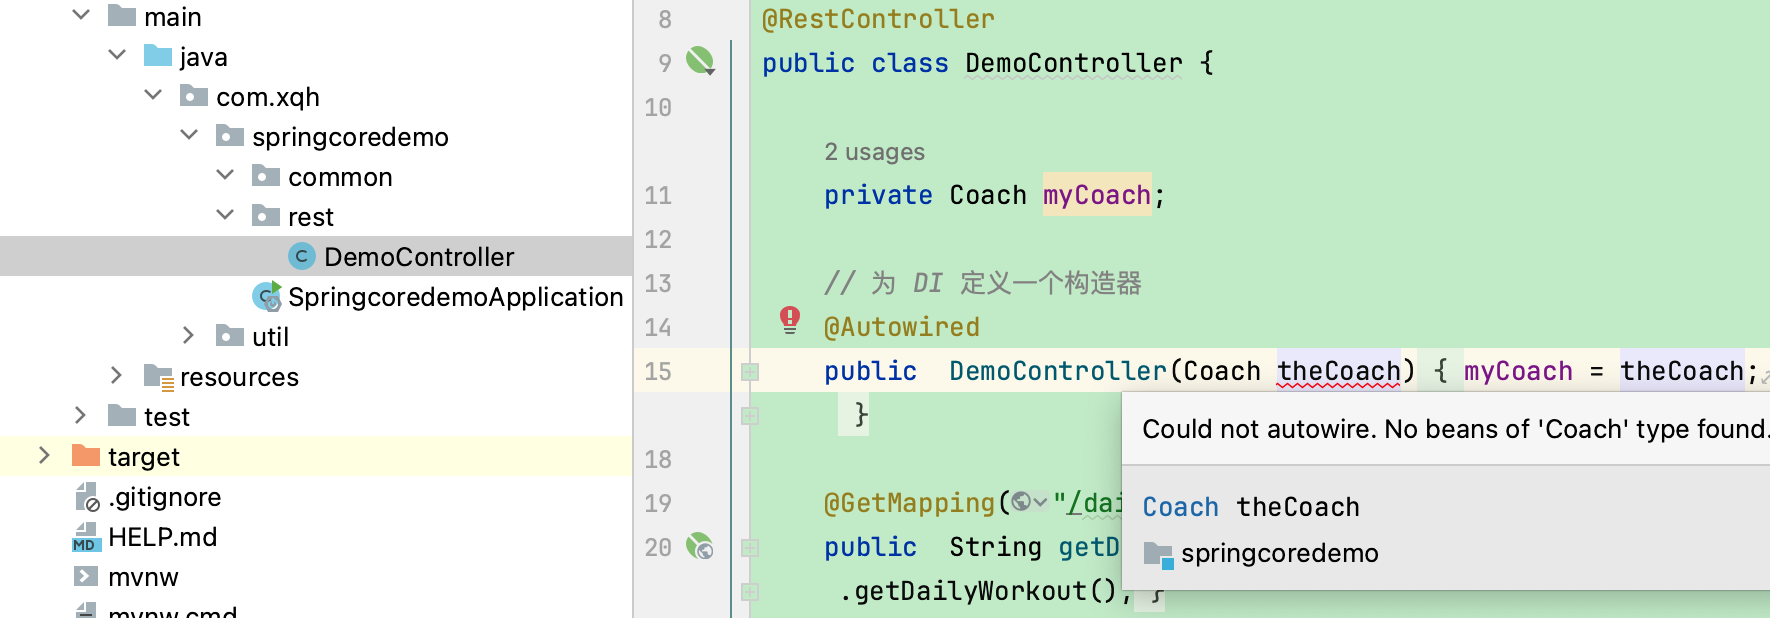 main
java
com.xqh
springcoredemo
common
rest
DemoController
SpringcoredemoApplication
util
resources
test
target
.gitignore
HELP.md
mvnw
mvnw.cmd
8 @RestController
9 public class DemoController {
10
2 usages
11 private Coach myCoach;
12
13 // 为 DI 定义一个构造器
14 @Autowired
15 public DemoController(Coach theCoach) { myCoach = theCoach;
}
18
19 @GetMapping("/dai
20 public String getD
.getDailyWorkout(); }
Could not autowire. No beans of 'Coach' type found.
Coach theCoach
springcoredemo